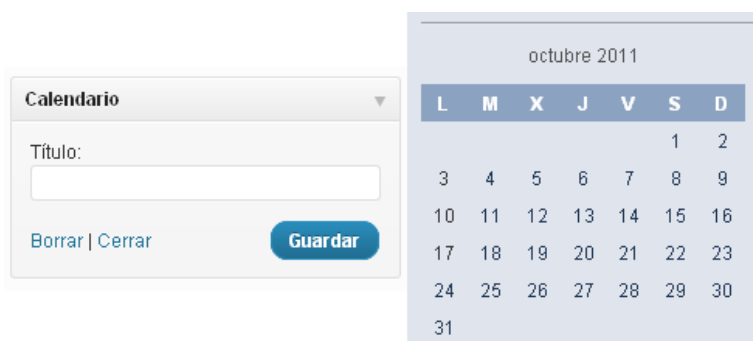 Calendario
Título:
Borrar | Cerrar
Guardar
octubre 2011
L M X J V S D
1 2
3 4 5 6 7 8 9
10 11 12 13 14 15 16
17 18 19 20 21 22 23
24 25 26 27 28 29 30
31